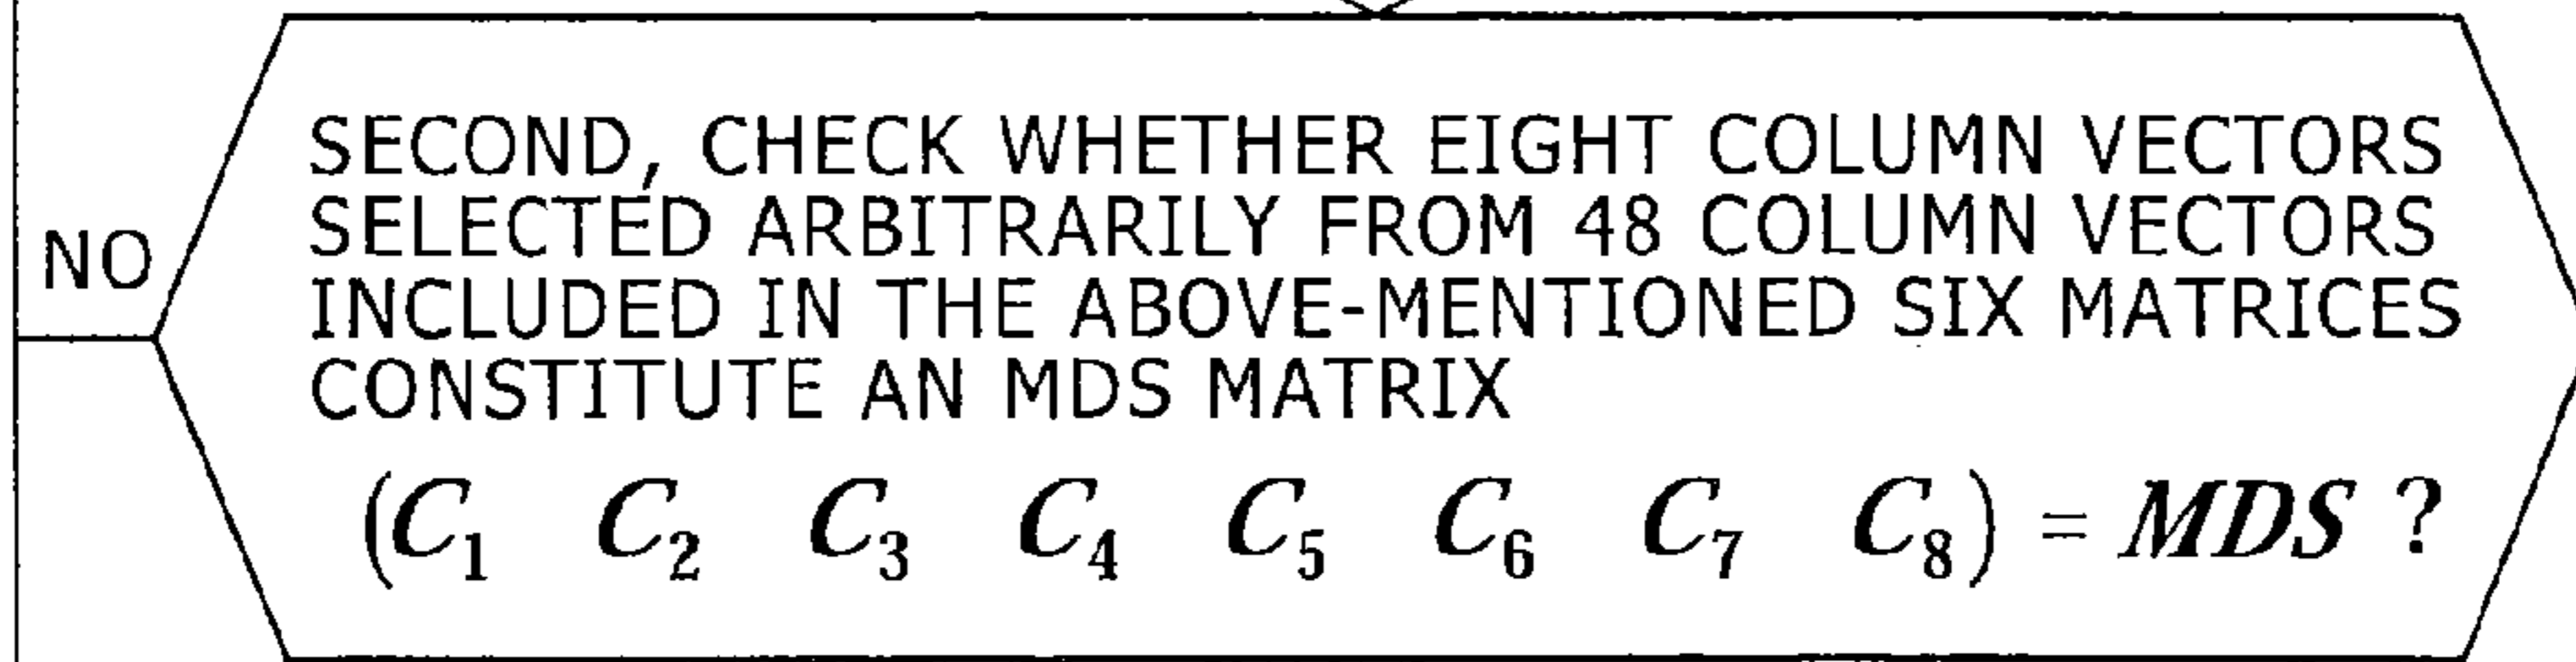 SECOND, CHECK WHETHER EIGHT COLUMN VECTORS
SELECTED ARBITRARILY FROM 48 COLUMN VECTORS
NO
INCLUDED IN THE ABOVE-MENTIONED SIX MATRICES
CONSTITUTE AN MDS MATRIX
(C₁ C₂ C₃ C₄ C₅ C₆ C₇ C₈) = MDS ?